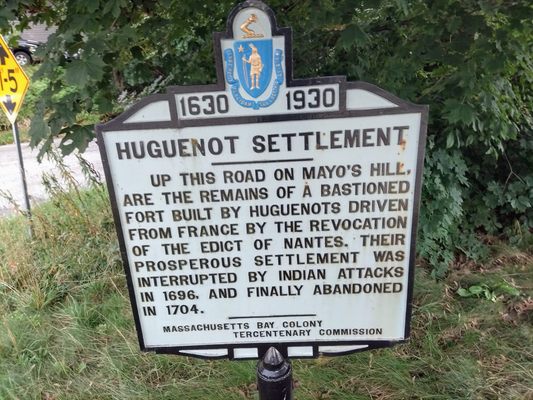 1630 1930
HUGUENOT SETTLEMENT
UP THIS ROAD ON MAYO'S HILL,
ARE THE REMAINS OF A BASTIONED
FORT BUILT BY HUGUENOTS DRIVEN
FROM FRANCE BY THE REVOCATION
OF THE EDICT OF NANTES. THEIR
PROSPEROUS SETTLEMENT WAS
INTERRUPTED BY INDIAN ATTACKS
IN 1696, AND FINALLY ABANDONED
IN 1704.
MASSACHUSETTS BAY COLONY
TERCENTENARY COMMISSION